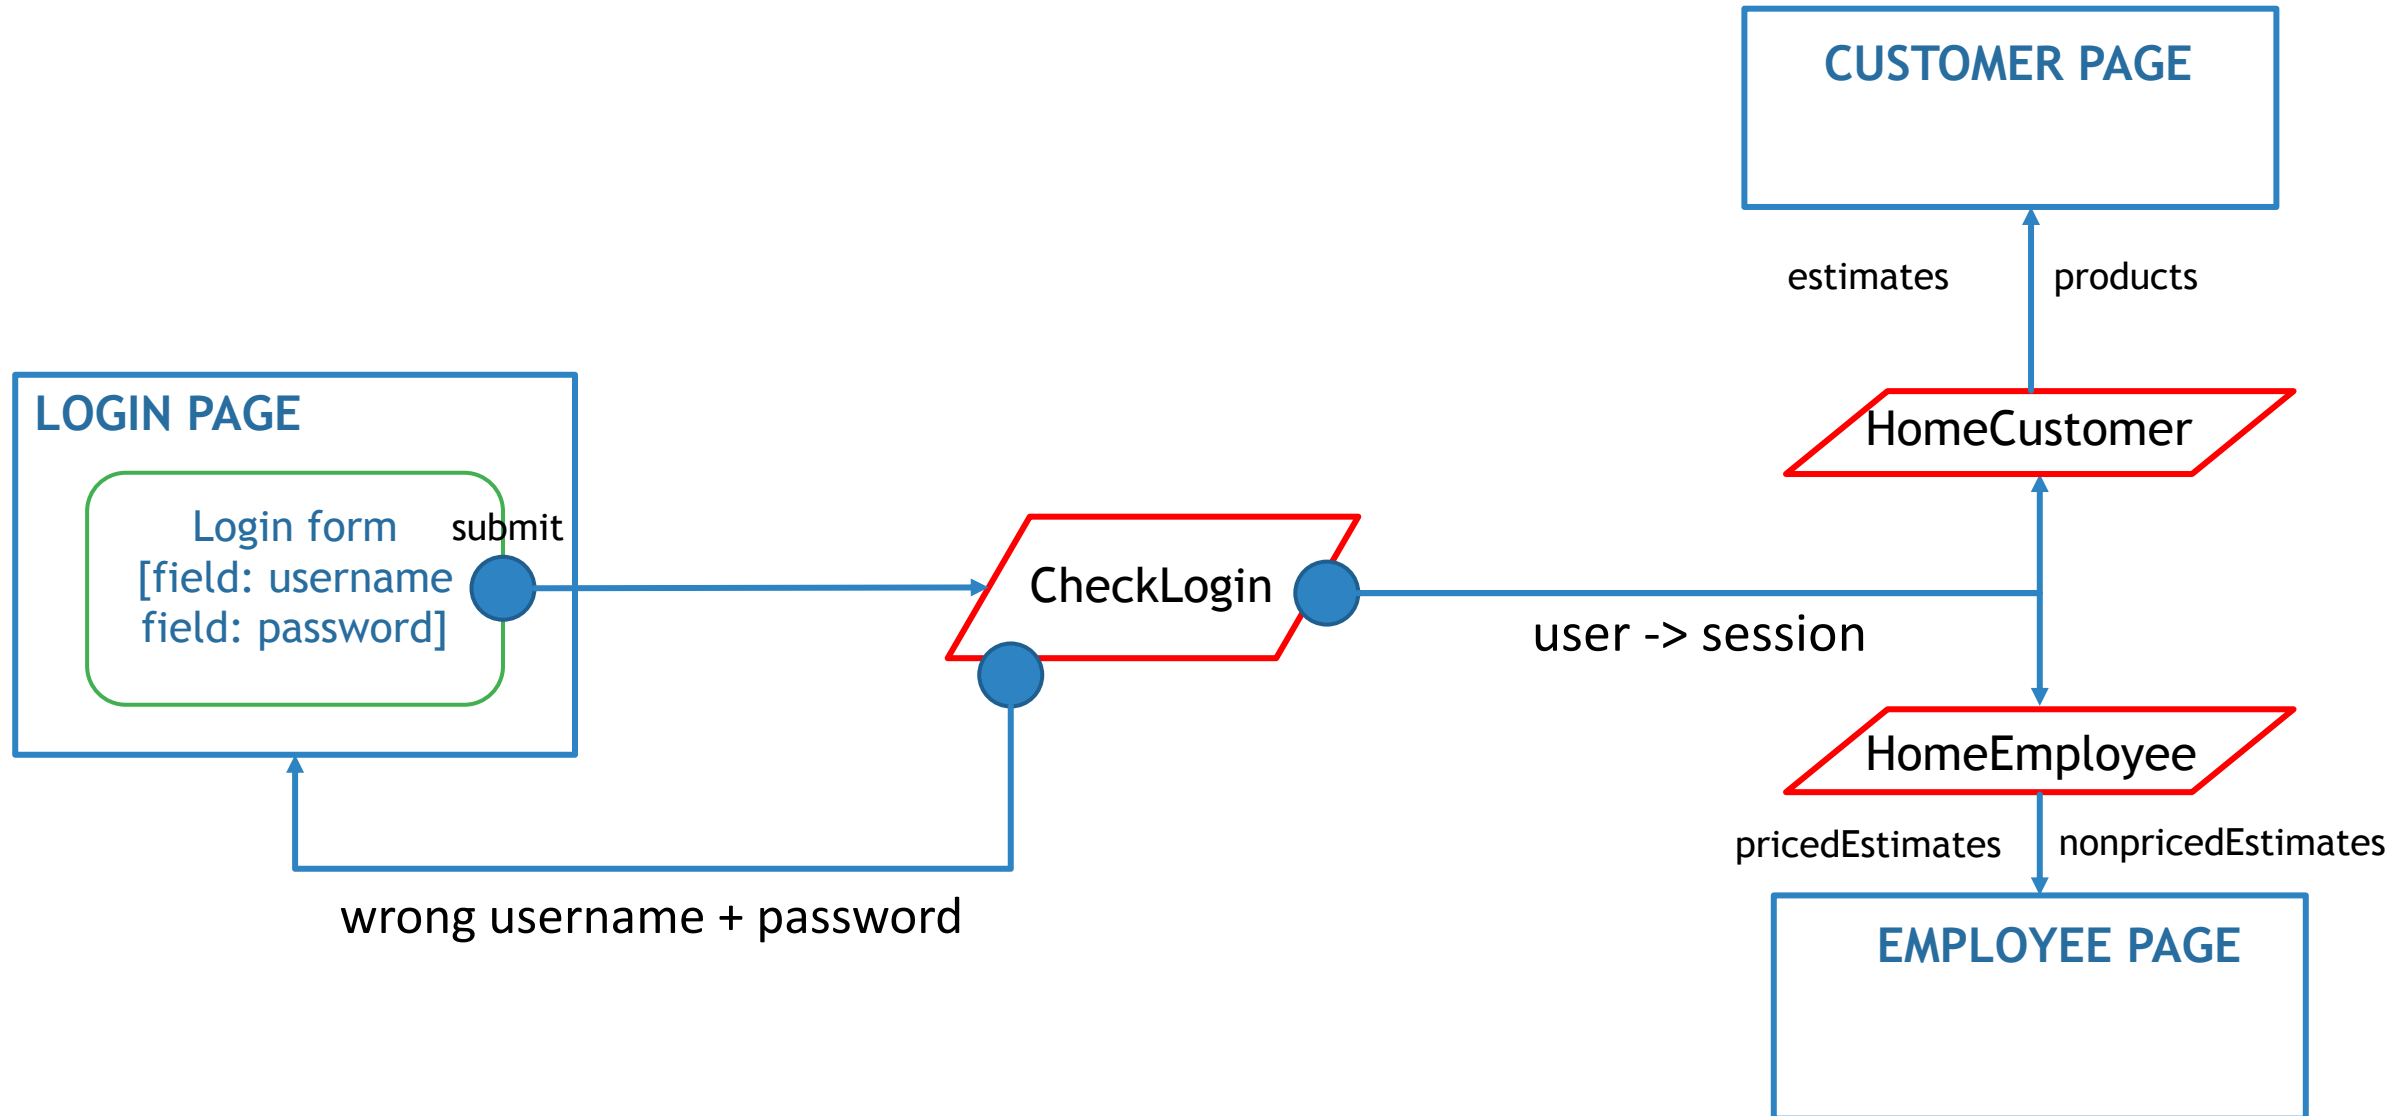 CUSTOMER PAGE
estimates
products
LOGIN PAGE
HomeCustomer
Login form
[field: username
field: password]
submit
CheckLogin
user -> session
HomeEmployee
pricedEstimates
nonpricedEstimates
wrong username + password
EMPLOYEE PAGE